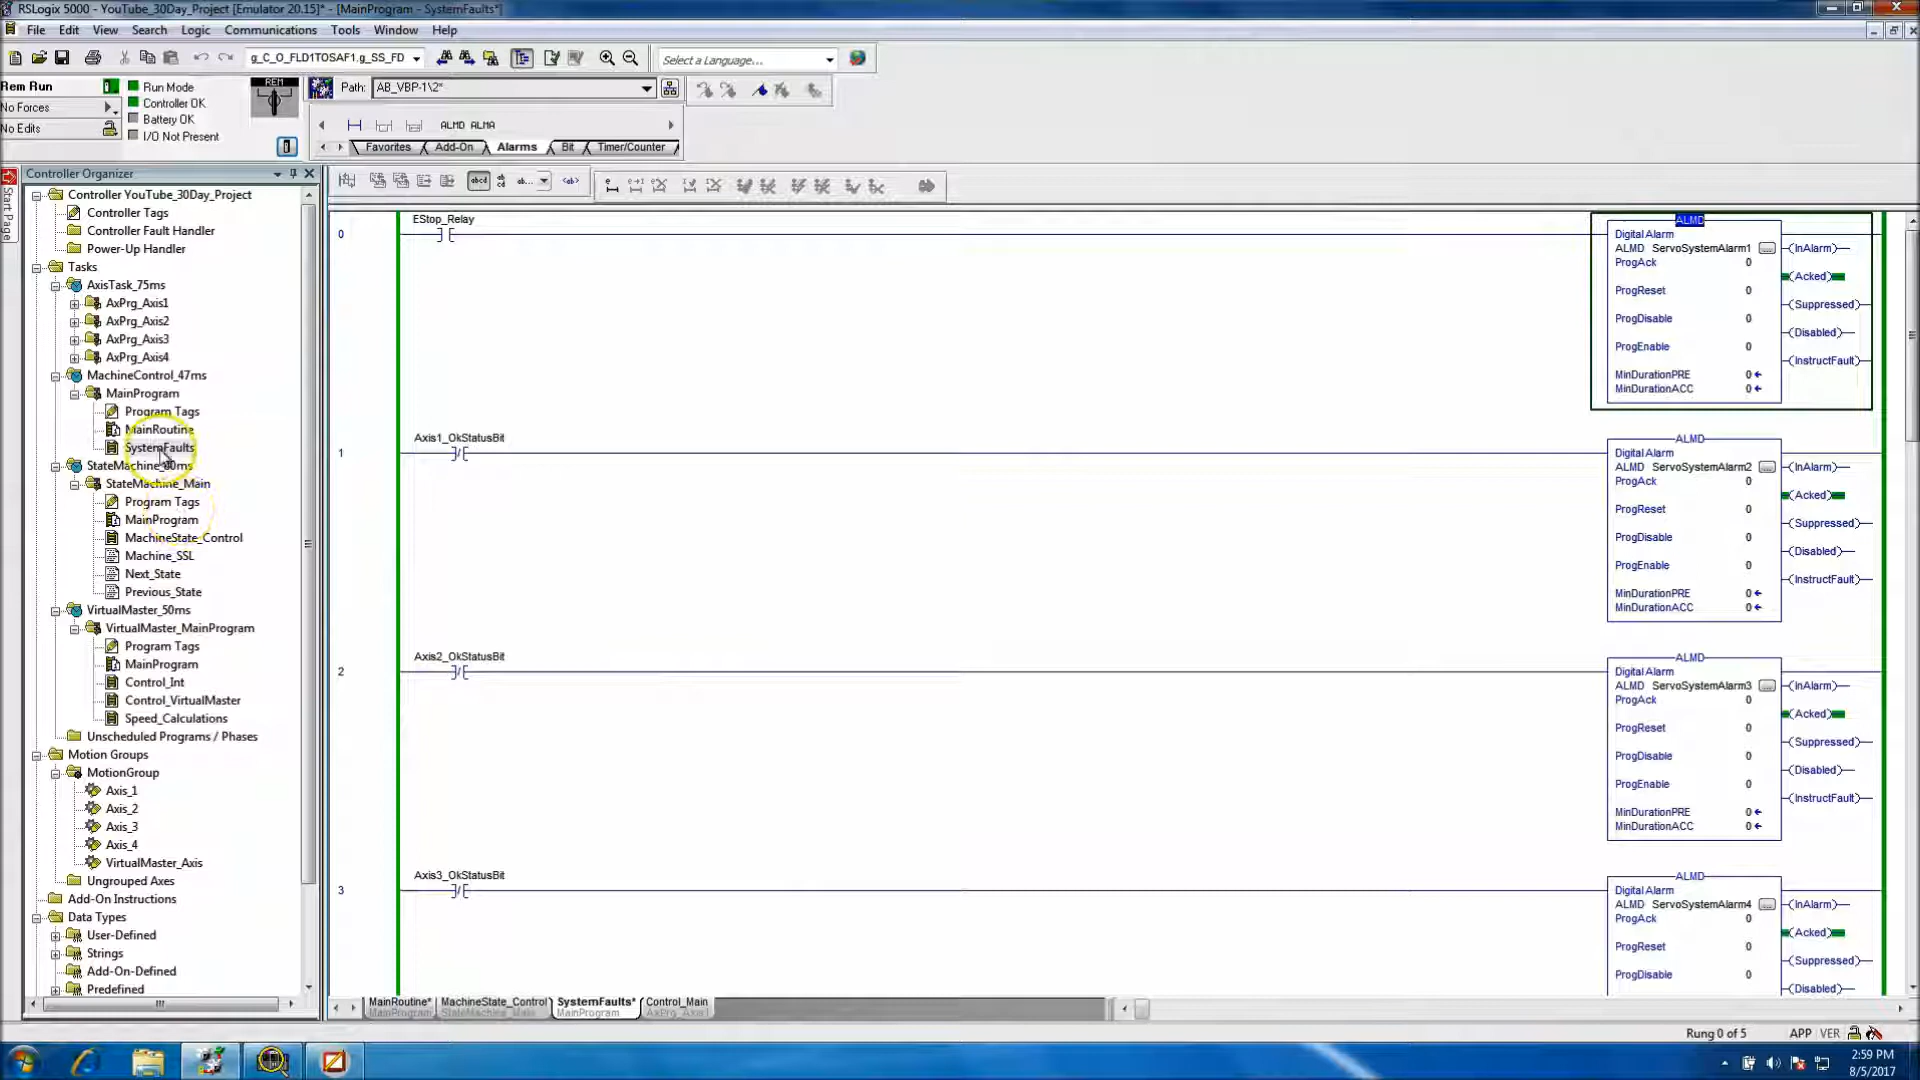 RSLogix 5000 - YouTube_30Day_Project [Emulator 20.15]* - [MainProgram - SystemFaults*]
File Edit View Search Logic Communications Tools Window Help
g_C_O_FLD1TOSAF1.g_SS_FD
Select a Language...
Rem Run
No Forces
No Edits
Run Mode
Controller OK
Battery OK
I/O Not Present
REM
Path: AB_VBP-1\2*
ALMD ALMA
Favorites Add-On Alarms Bit Timer/Counter
Start Page
Controller Organizer
Controller YouTube_30Day_Project
Controller Tags
Controller Fault Handler
Power-Up Handler
Tasks
AxisTask_75ms
AxPrg_Axis1
AxPrg_Axis2
AxPrg_Axis3
AxPrg_Axis4
MachineControl_47ms
MainProgram
Program Tags
MainRoutine
SystemFaults
StateMachine_80ms
StateMachine_Main
Program Tags
MainProgram
MachineState_Control
Machine_SSL
Next_State
Previous_State
VirtualMaster_50ms
VirtualMaster_MainProgram
Program Tags
MainProgram
Control_Int
Control_VirtualMaster
Speed_Calculations
Unscheduled Programs / Phases
Motion Groups
MotionGroup
Axis_1
Axis_2
Axis_3
Axis_4
VirtualMaster_Axis
Ungrouped Axes
Add-On Instructions
Data Types
User-Defined
Strings
Add-On-Defined
Predefined
0
EStop_Relay
ALMD
Digital Alarm
ALMD ServoSystemAlarm1 ... (InAlarm)
ProgAck 0 (Acked)
ProgReset 0 (Suppressed)
ProgDisable 0 (Disabled)
ProgEnable 0 (InstructFault)
MinDurationPRE 0
MinDurationACC 0
1
Axis1_OkStatusBit
ALMD
Digital Alarm
ALMD ServoSystemAlarm2 ... (InAlarm)
ProgAck 0 (Acked)
ProgReset 0 (Suppressed)
ProgDisable 0 (Disabled)
ProgEnable 0 (InstructFault)
MinDurationPRE 0
MinDurationACC 0
2
Axis2_OkStatusBit
ALMD
Digital Alarm
ALMD ServoSystemAlarm3 ... (InAlarm)
ProgAck 0 (Acked)
ProgReset 0 (Suppressed)
ProgDisable 0 (Disabled)
ProgEnable 0 (InstructFault)
MinDurationPRE 0
MinDurationACC 0
3
Axis3_OkStatusBit
ALMD
Digital Alarm
ALMD ServoSystemAlarm4 ... (InAlarm)
ProgAck 0 (Acked)
ProgReset 0 (Suppressed)
ProgDisable 0 (Disabled)
MainRoutine* MachineState_Control SystemFaults* Control_Main
MainProgram StateMachine_Main MainProgram AxPrg_Axis1
Rung 0 of 5 APP VER
2:59 PM
8/5/2017